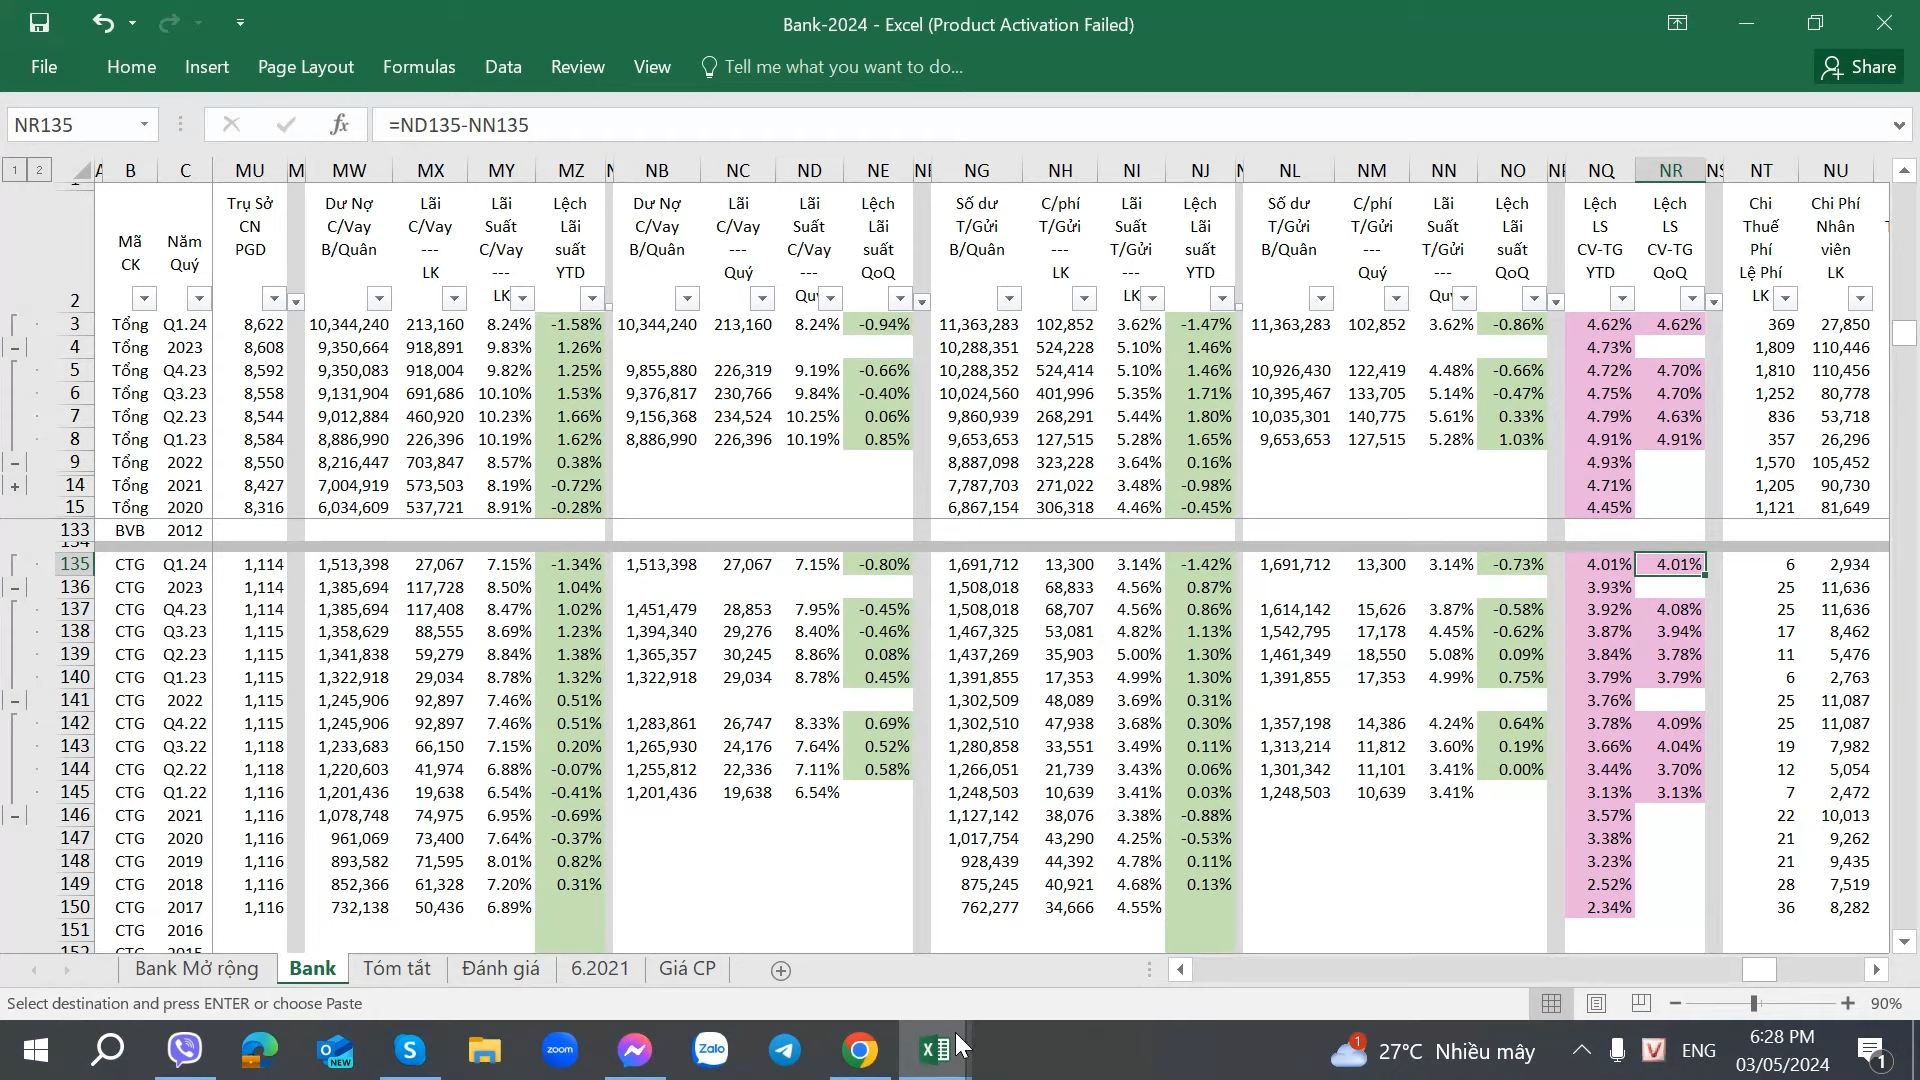 Bank-2024 - Excel (Product Activation Failed)
File Home Insert Page Layout Formulas Data Review View Tell me what you want to do... Share
NR135 fx =ND135-NN135
1 2 B C MU M MW MX MY MZ NB NC ND NE NG NH NI NJ NL NM NN NO NQ NR NS NT NU
Trụ Sở Dư Nợ Lãi Lãi Lệch Dư Nợ Lãi Lãi Lệch Số dư C/phí Lãi Lệch Số dư C/phí Lãi Lệch Lệch Lệch Chi Chi Phí
CN C/Vay C/Vay Suất Lãi C/Vay C/Vay Suất Lãi T/Gửi T/Gửi Suất Lãi T/Gửi T/Gửi Suất Lãi LS LS Thuế Nhân
Mã Năm PGD B/Quân --- C/Vay suất B/Quân --- C/Vay suất B/Quân --- T/Gửi suất B/Quân --- T/Gửi suất CV-TG CV-TG Phí viên
CK Quý LK --- YTD Quý --- QoQ LK --- YTD Quý --- QoQ YTD QoQ Lệ Phí LK
2 LK Quy LK Quy LK
3 Tổng Q1.24 8,622 10,344,240 213,160 8.24% -1.58% 10,344,240 213,160 8.24% -0.94% 11,363,283 102,852 3.62% -1.47% 11,363,283 102,852 3.62% -0.86% 4.62% 4.62% 369 27,850
4 Tổng 2023 8,608 9,350,664 918,891 9.83% 1.26% 10,288,351 524,228 5.10% 1.46% 4.73% 1,809 110,446
5 Tổng Q4.23 8,592 9,350,083 918,004 9.82% 1.25% 9,855,880 226,319 9.19% -0.66% 10,288,352 524,414 5.10% 1.46% 10,926,430 122,419 4.48% -0.66% 4.72% 4.70% 1,810 110,456
6 Tổng Q3.23 8,558 9,131,904 691,686 10.10% 1.53% 9,376,817 230,766 9.84% -0.40% 10,024,560 401,996 5.35% 1.71% 10,395,467 133,705 5.14% -0.47% 4.75% 4.70% 1,252 80,778
7 Tổng Q2.23 8,544 9,012,884 460,920 10.23% 1.66% 9,156,368 234,524 10.25% 0.06% 9,860,939 268,291 5.44% 1.80% 10,035,301 140,775 5.61% 0.33% 4.79% 4.63% 836 53,718
8 Tổng Q1.23 8,584 8,886,990 226,396 10.19% 1.62% 8,886,990 226,396 10.19% 0.85% 9,653,653 127,515 5.28% 1.65% 9,653,653 127,515 5.28% 1.03% 4.91% 4.91% 357 26,296
9 Tổng 2022 8,550 8,216,447 703,847 8.57% 0.38% 8,887,098 323,228 3.64% 0.16% 4.93% 1,570 105,452
14 Tổng 2021 8,427 7,004,919 573,503 8.19% -0.72% 7,787,703 271,022 3.48% -0.98% 4.71% 1,205 90,730
15 Tổng 2020 8,316 6,034,609 537,721 8.91% -0.28% 6,867,154 306,318 4.46% -0.45% 4.45% 1,121 81,649
133 BVB 2012
135 CTG Q1.24 1,114 1,513,398 27,067 7.15% -1.34% 1,513,398 27,067 7.15% -0.80% 1,691,712 13,300 3.14% -1.42% 1,691,712 13,300 3.14% -0.73% 4.01% 4.01% 6 2,934
136 CTG 2023 1,114 1,385,694 117,728 8.50% 1.04% 1,508,018 68,833 4.56% 0.87% 3.93% 25 11,636
137 CTG Q4.23 1,114 1,385,694 117,408 8.47% 1.02% 1,451,479 28,853 7.95% -0.45% 1,508,018 68,707 4.56% 0.86% 1,614,142 15,626 3.87% -0.58% 3.92% 4.08% 25 11,636
138 CTG Q3.23 1,115 1,358,629 88,555 8.69% 1.23% 1,394,340 29,276 8.40% -0.46% 1,467,325 53,081 4.82% 1.13% 1,542,795 17,178 4.45% -0.62% 3.87% 3.94% 17 8,462
139 CTG Q2.23 1,115 1,341,838 59,279 8.84% 1.38% 1,365,357 30,245 8.86% 0.08% 1,437,269 35,903 5.00% 1.30% 1,461,349 18,550 5.08% 0.09% 3.84% 3.78% 11 5,476
140 CTG Q1.23 1,115 1,322,918 29,034 8.78% 1.32% 1,322,918 29,034 8.78% 0.45% 1,391,855 17,353 4.99% 1.30% 1,391,855 17,353 4.99% 0.75% 3.79% 3.79% 6 2,763
141 CTG 2022 1,115 1,245,906 92,897 7.46% 0.51% 1,302,509 48,089 3.69% 0.31% 3.76% 25 11,087
142 CTG Q4.22 1,115 1,245,906 92,897 7.46% 0.51% 1,283,861 26,747 8.33% 0.69% 1,302,510 47,938 3.68% 0.30% 1,357,198 14,386 4.24% 0.64% 3.78% 4.09% 25 11,087
143 CTG Q3.22 1,118 1,233,683 66,150 7.15% 0.20% 1,265,930 24,176 7.64% 0.52% 1,280,858 33,551 3.49% 0.11% 1,313,214 11,812 3.60% 0.19% 3.66% 4.04% 19 7,982
144 CTG Q2.22 1,118 1,220,603 41,974 6.88% -0.07% 1,255,812 22,336 7.11% 0.58% 1,266,051 21,739 3.43% 0.06% 1,301,342 11,101 3.41% 0.00% 3.44% 3.70% 12 5,054
145 CTG Q1.22 1,116 1,201,436 19,638 6.54% -0.41% 1,201,436 19,638 6.54% 1,248,503 10,639 3.41% 0.03% 1,248,503 10,639 3.41% 3.13% 3.13% 7 2,472
146 CTG 2021 1,116 1,078,748 74,975 6.95% -0.69% 1,127,142 38,076 3.38% -0.88% 3.57% 22 10,013
147 CTG 2020 1,116 961,069 73,400 7.64% -0.37% 1,017,754 43,290 4.25% -0.53% 3.38% 21 9,262
148 CTG 2019 1,116 893,582 71,595 8.01% 0.82% 928,439 44,392 4.78% 0.11% 3.23% 21 9,435
149 CTG 2018 1,116 852,366 61,328 7.20% 0.31% 875,245 40,921 4.68% 0.13% 2.52% 28 7,519
150 CTG 2017 1,116 732,138 50,436 6.89% 762,277 34,666 4.55% 2.34% 36 8,282
151 CTG 2016
152 CTG 2015
Bank Mở rộng Bank Tóm tắt Đánh giá 6.2021 Giá CP
Select destination and press ENTER or choose Paste 90%
NEW zoom Zalo 1 27°C Nhiều mây V ENG 6:28 PM 1
03/05/2024